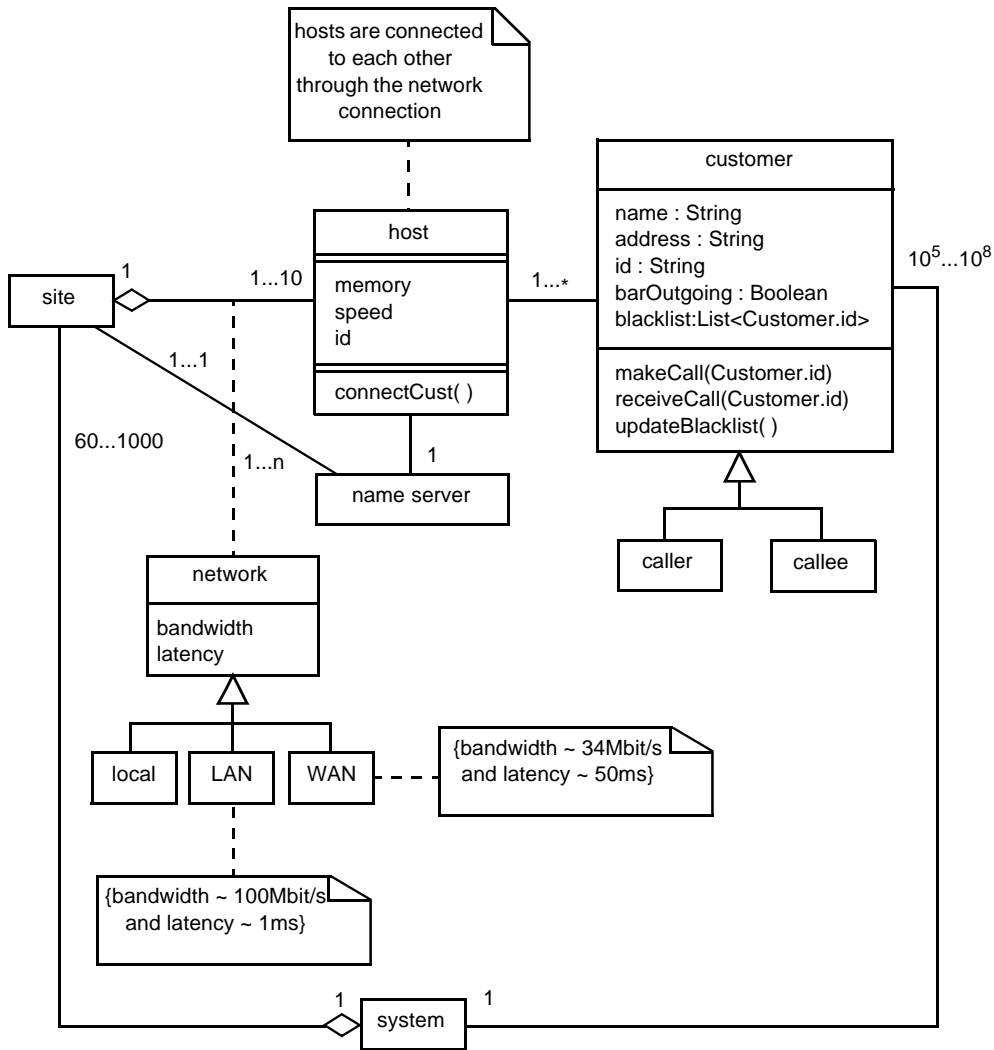 hosts are connected
to each other
through the network
connection
customer
name : String
address : String
id : String
barOutgoing : Boolean
blacklist:List<Customer.id>
makeCall(Customer.id)
receiveCall(Customer.id)
updateBlacklist( )
10⁵...10⁸
host
memory
speed
id
connectCust( )
1
1...10
1...*
site
1...1
60...1000
1...n
1
name server
caller
callee
network
bandwidth
latency
local
LAN
WAN
{bandwidth ~ 34Mbit/s
and latency ~ 50ms}
{bandwidth ~ 100Mbit/s
and latency ~ 1ms}
1
system
1